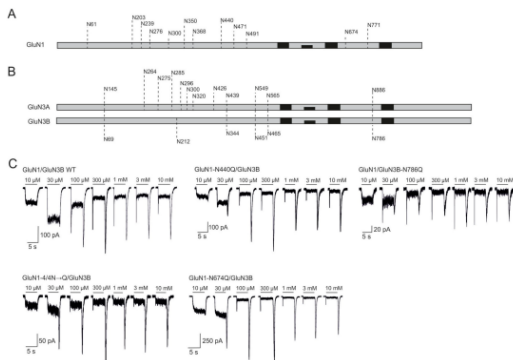 A
N203
N350
N440
N61
N239
N368
N471
N771
N276
N300
N491
N674
GluN1
B
N264
N285
N275
N296
N426
N549
N145
N300
N439
N565
N886
N320
GluN3A
GluN3B
N69
N212
N344
N465
N451
N786
C
GluN1/GluN3B WT
GluN1-N440Q/GluN3B
GluN1/GluN3B-N786Q
10 µM 30 µM 100 µM 300 µM 1 mM 3 mM 10 mM
10 µM 30 µM 100 µM 300 µM 1 mM 3 mM 10 mM
10 µM 30 µM 100 µM 300 µM 1 mM 3 mM 10 mM
100 pA
5 s
100 pA
5 s
20 pA
5 s
GluN1-4/4N→Q/GluN3B
GluN1-N674Q/GluN3B
10 µM 30 µM 100 µM 300 µM 1 mM 3 mM 10 mM
10 µM 30 µM 100 µM 300 µM 1 mM 3 mM 10 mM
50 pA
5 s
250 pA
5 s